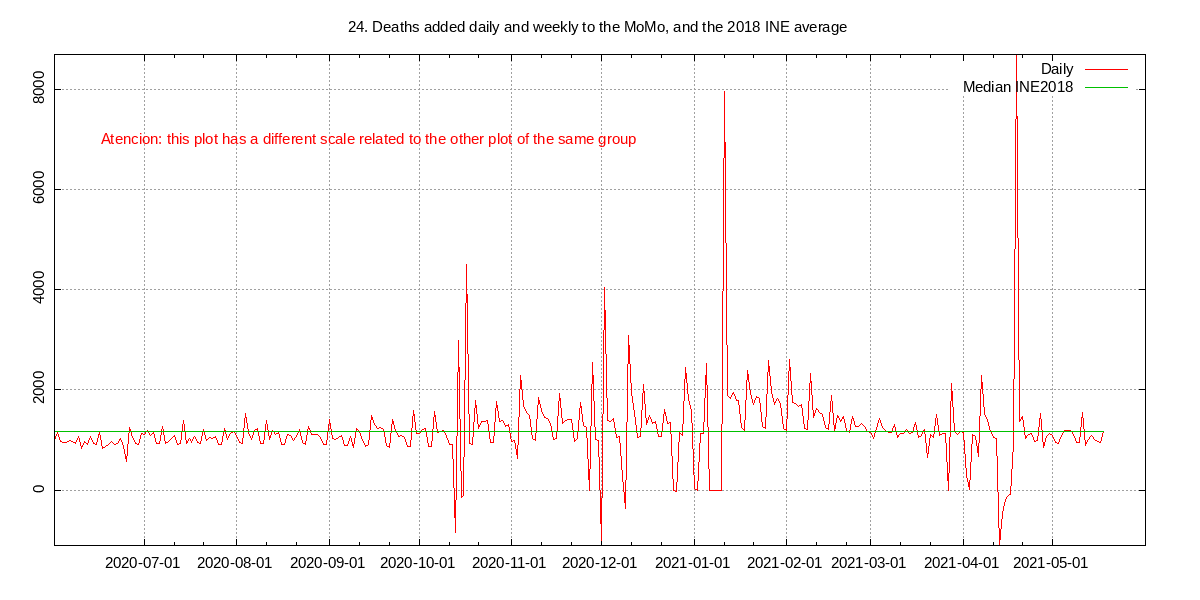 24. Deaths added daily and weekly to the MoMo, and the 2018 INE average
Daily
Median INE2018
Atencion: this plot has a different scale related to the other plot of the same group
8000
6000
4000
2000
0
2020-07-01 2020-08-01 2020-09-01 2020-10-01 2020-11-01 2020-12-01 2021-01-01 2021-02-01 2021-03-01 2021-04-01 2021-05-01